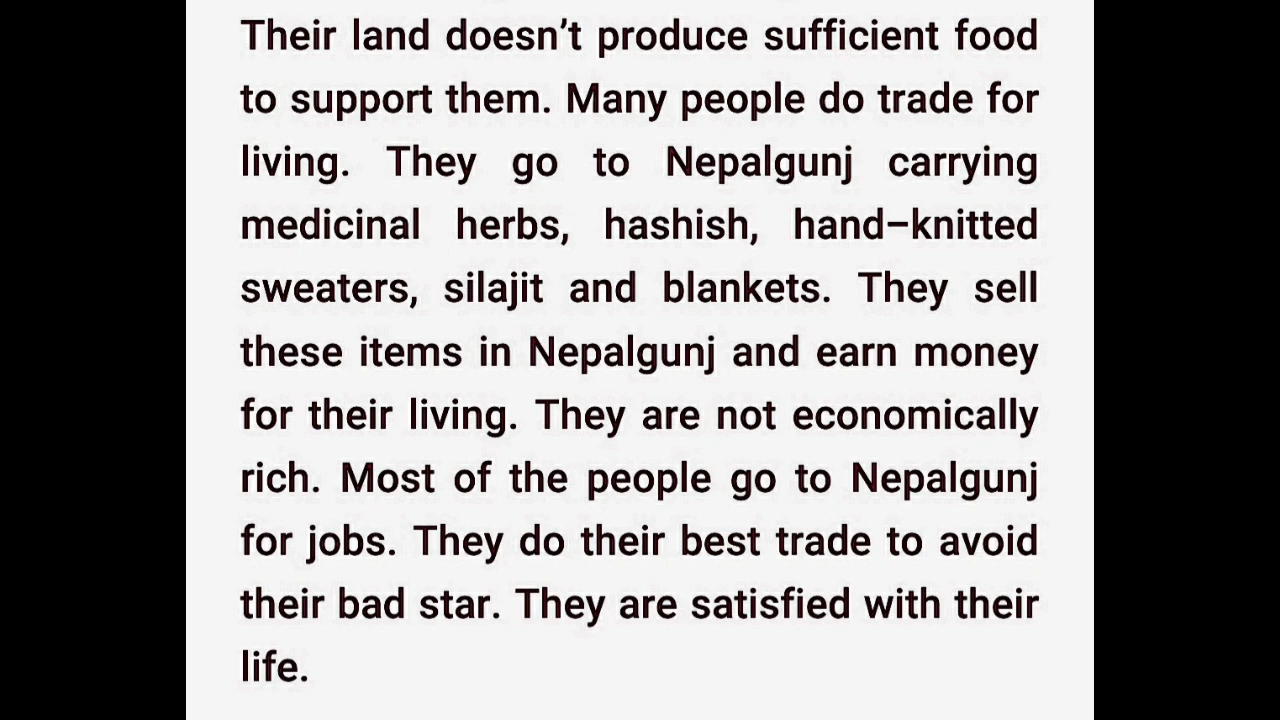 Their land doesn’t produce sufficient food
to support them. Many people do trade for
living. They go to Nepalgunj carrying
medicinal herbs, hashish, hand–knitted
sweaters, silajit and blankets. They sell
these items in Nepalgunj and earn money
for their living. They are not economically
rich. Most of the people go to Nepalgunj
for jobs. They do their best trade to avoid
their bad star. They are satisfied with their
life.